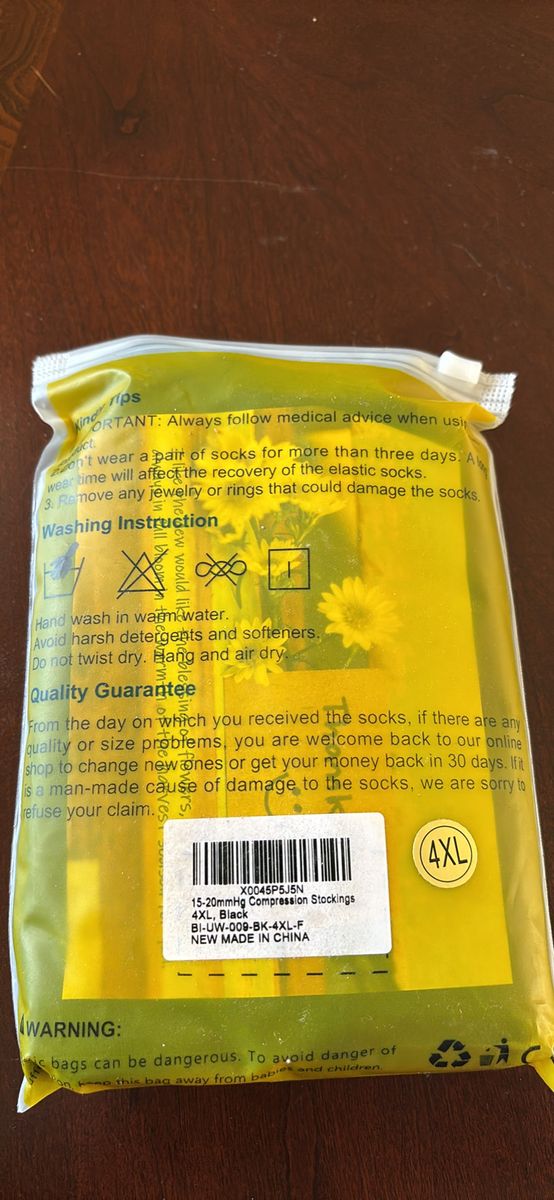 Kindly Tips
ORTANT: Always follow medical advice when usi
duct.
2. Don't wear a pair of socks for more than three days. A long
wear time will affect the recovery of the elastic socks.
3. Remove any jewelry or rings that could damage the socks.
Washing Instruction
Hand wash in warm water.
Avoid harsh detergents and softeners.
Do not twist dry. Hang and air dry.
Quality Guarantee
From the day on which you received the socks, if there are any
quality or size problems, you are welcome back to our online
shop to change new ones or get your money back in 30 days. If it
is a man-made cause of damage to the socks, we are sorry to
refuse your claim.
Thank
X0045P5J5N
15-20mmHg Compression Stockings
4XL, Black
BI-UW-009-BK-4XL-F
NEW MADE IN CHINA
4XL
WARNING:
bags can be dangerous. To avoid danger of
keep this bag away from babies and children.